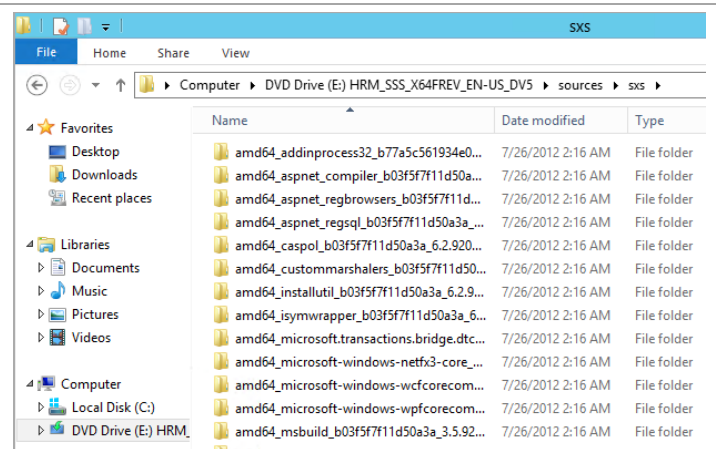 SXS
File Home Share View
Computer ▸ DVD Drive (E:) HRM_SSS_X64FREV_EN-US_DV5 ▸ sources ▸ sxs ▸
Name Date modified Type
Favorites
Desktop
Downloads
Recent places
Libraries
Documents
Music
Pictures
Videos
Computer
Local Disk (C:)
DVD Drive (E:) HRM_
amd64_addinprocess32_b77a5c561934e0... 7/26/2012 2:16 AM File folder
amd64_aspnet_compiler_b03f5f7f11d50a... 7/26/2012 2:16 AM File folder
amd64_aspnet_regbrowsers_b03f5f7f11d... 7/26/2012 2:16 AM File folder
amd64_aspnet_regsql_b03f5f7f11d50a3a_... 7/26/2012 2:16 AM File folder
amd64_caspol_b03f5f7f11d50a3a_6.2.920... 7/26/2012 2:16 AM File folder
amd64_custommarshalers_b03f5f7f11d50... 7/26/2012 2:16 AM File folder
amd64_installutil_b03f5f7f11d50a3a_6.2.9... 7/26/2012 2:16 AM File folder
amd64_isymwrapper_b03f5f7f11d50a3a_6... 7/26/2012 2:16 AM File folder
amd64_microsoft.transactions.bridge.dtc... 7/26/2012 2:16 AM File folder
amd64_microsoft-windows-netfx3-core_... 7/26/2012 2:16 AM File folder
amd64_microsoft-windows-wcfcorecom... 7/26/2012 2:16 AM File folder
amd64_microsoft-windows-wpfcorecom... 7/26/2012 2:16 AM File folder
amd64_msbuild_b03f5f7f11d50a3a_3.5.92... 7/26/2012 2:16 AM File folder